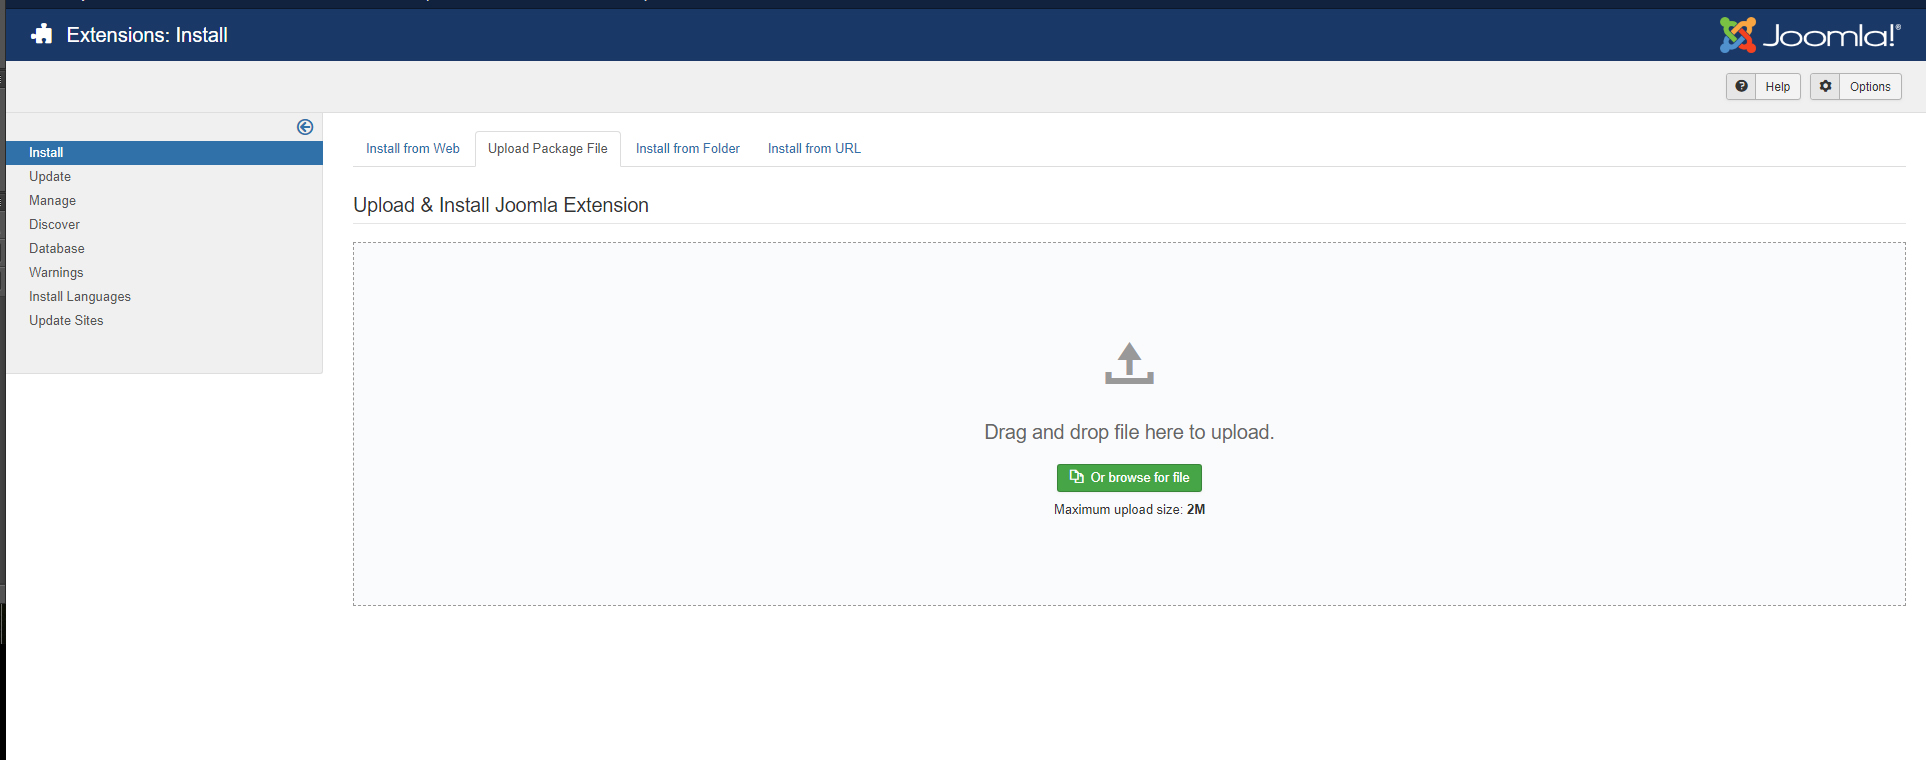 Extensions: Install
Joomla!®
Help
Options
Install
Update
Manage
Discover
Database
Warnings
Install Languages
Update Sites
Install from Web
Upload Package File
Install from Folder
Install from URL
Upload & Install Joomla Extension
Drag and drop file here to upload.
Or browse for file
Maximum upload size: 2M